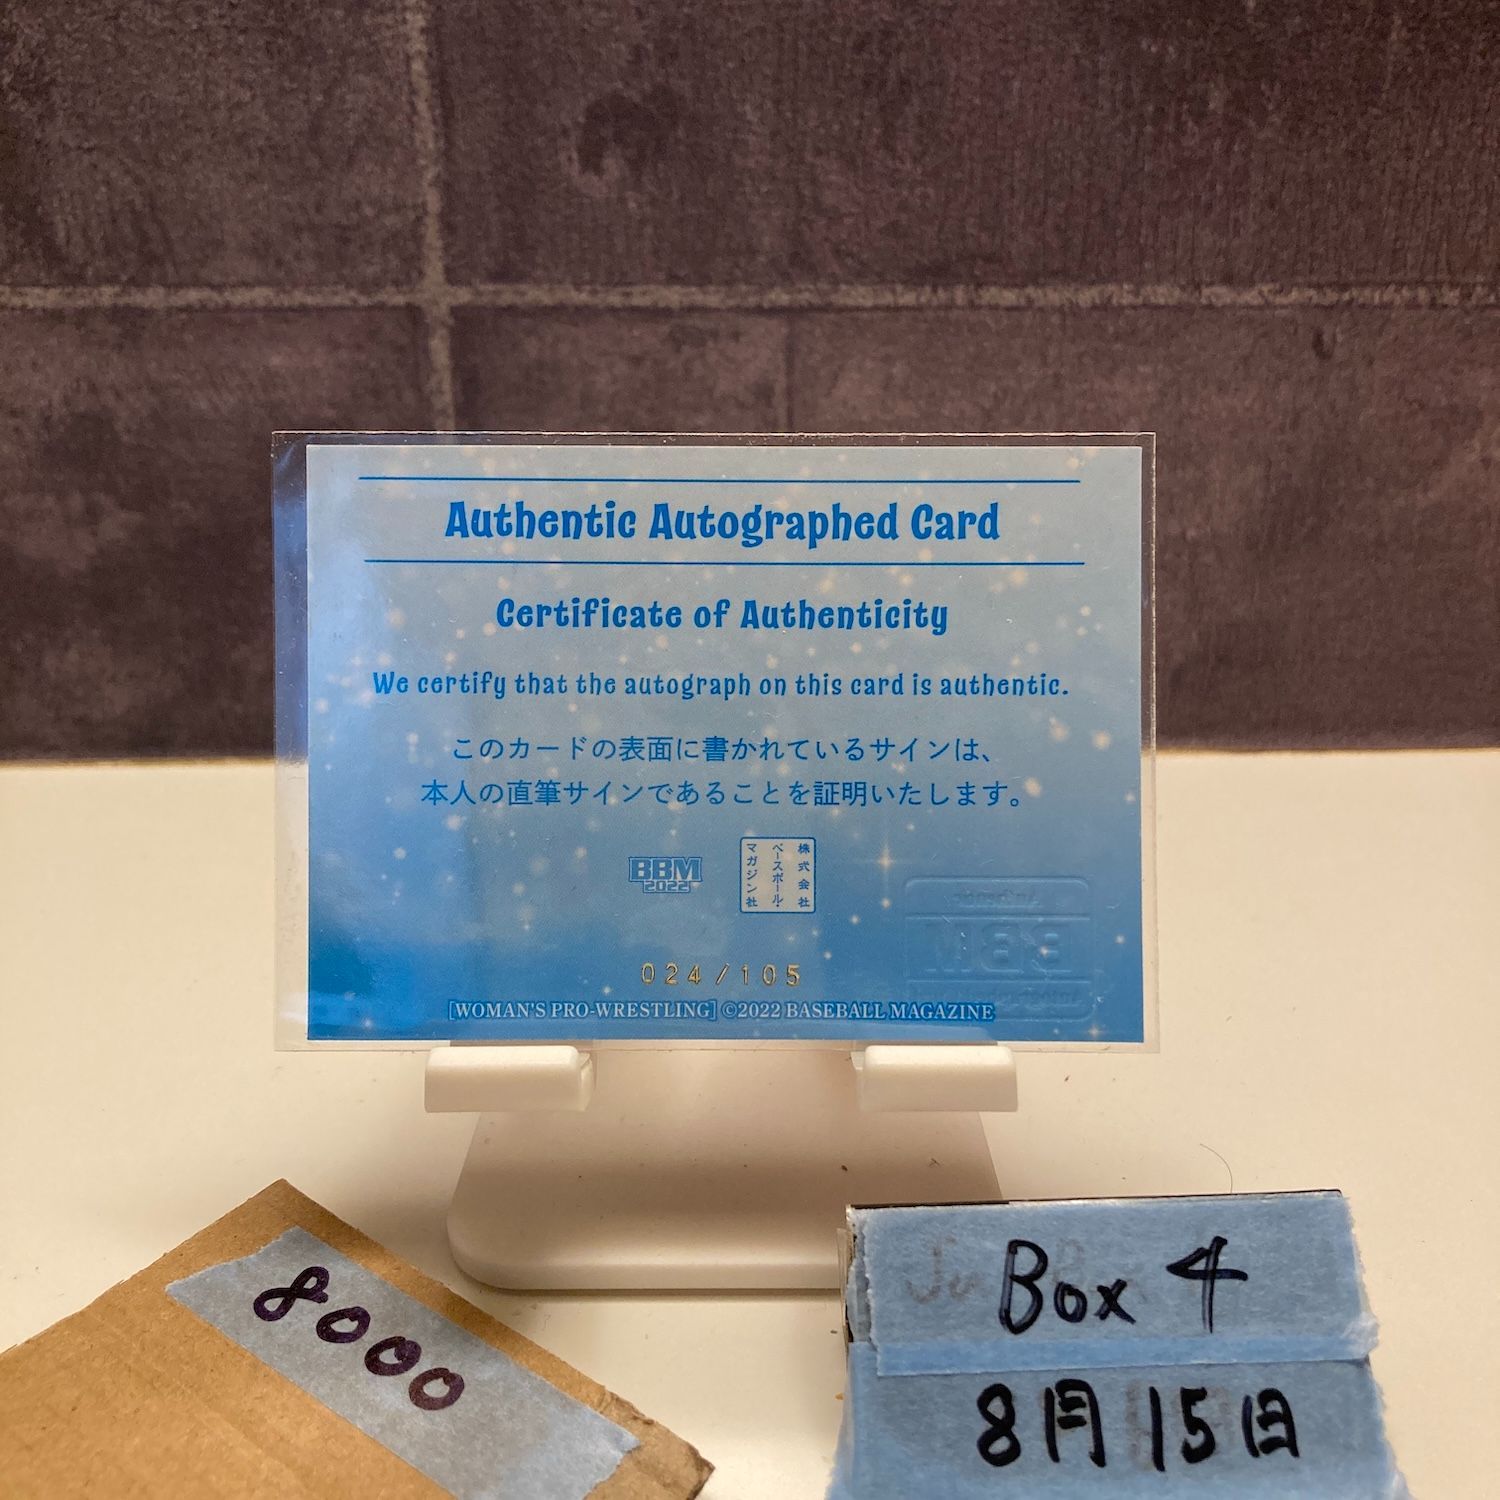 Authentic Autographed Card
Certificate of Authenticity
We certify that the autograph on this card is authentic.
このカードの表面に書かれているサインは、
本人の直筆サインであることを証明いたします。
BBM
2022
株式会社
ベースボール・
マガジン社
BBM
024/105
[WOMAN'S PRO-WRESTLING] ©2022 BASEBALL MAGAZINE
8000
Box 4
8月15日